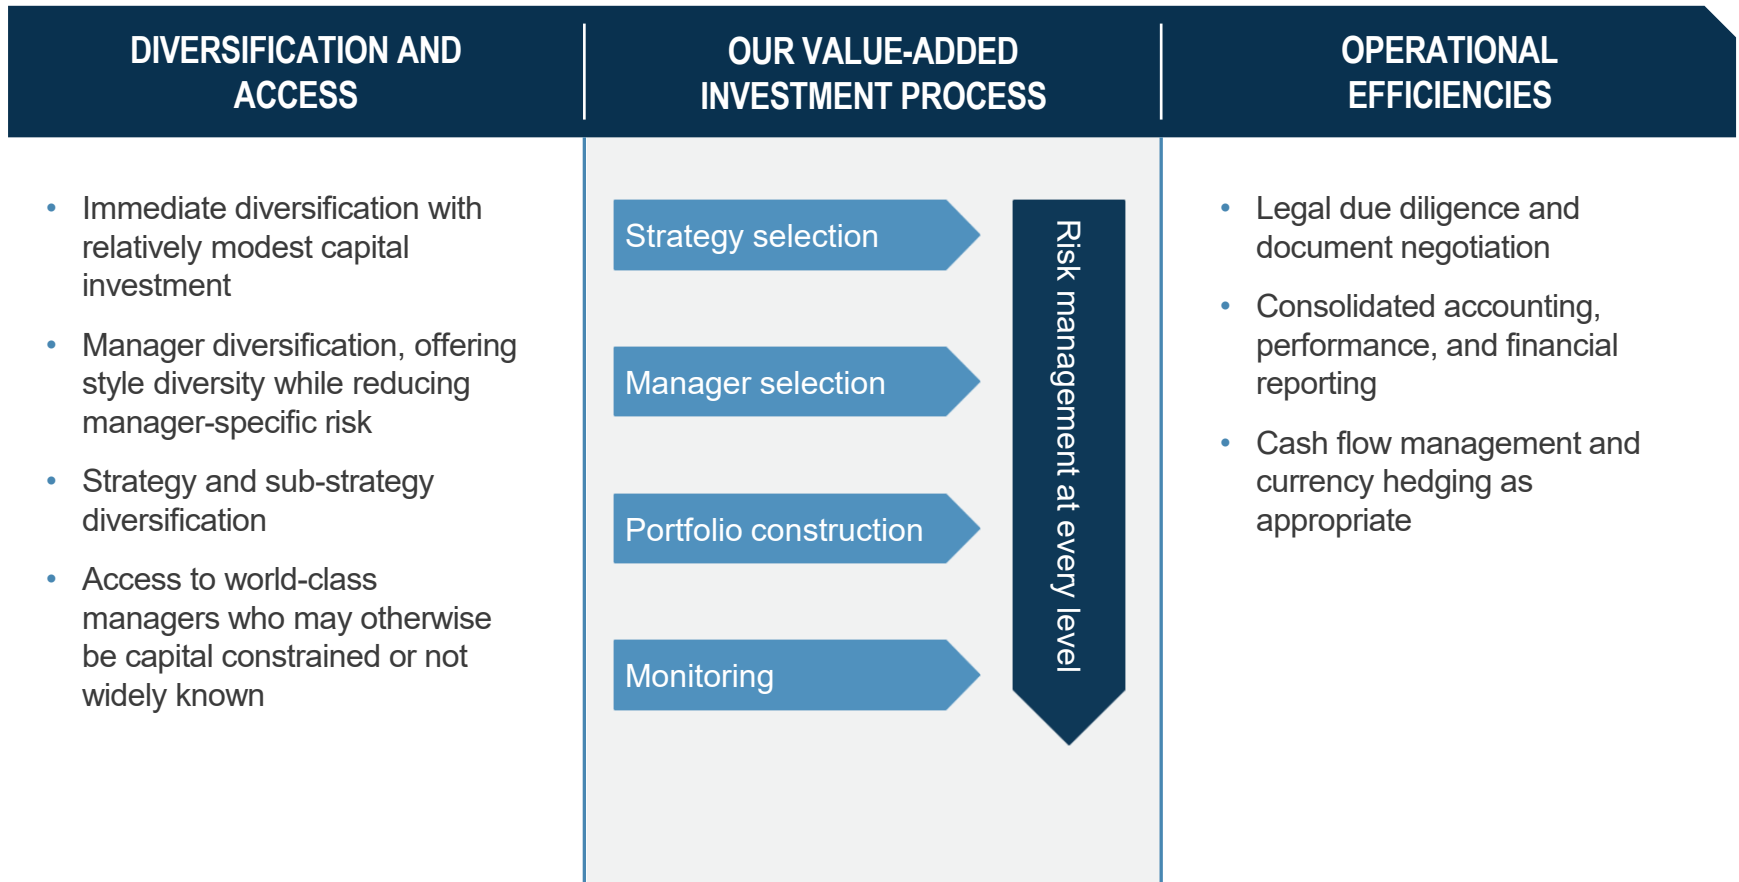 DIVERSIFICATION AND
ACCESS
• Immediate diversification with
relatively modest capital
investment
• Manager diversification, offering
style diversity while reducing
manager-specific risk
• Strategy and sub-strategy
diversification
• Access to world-class
managers who may otherwise
be capital constrained or not
widely known
OUR VALUE-ADDED
INVESTMENT PROCESS
Strategy selection
Manager selection
Portfolio construction
Monitoring
Risk management at every level
OPERATIONAL
EFFICIENCIES
• Legal due diligence and
document negotiation
• Consolidated accounting,
performance, and financial
reporting
• Cash flow management and
currency hedging as
appropriate